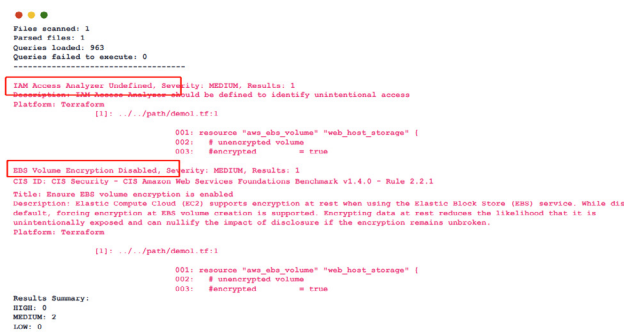 Files scanned: 1
Parsed files: 1
Queries loaded: 963
Queries failed to execute: 0
----------------------------------
IAM Access Analyzer Undefined, Severity: MEDIUM, Results: 1
Description: IAM Access Analyzer should be defined to identify unintentional access
Platform: Terraform
[1]: ../../path/demo1.tf:1
001: resource "aws_ebs_volume" "web_host_storage" {
002: # unencrypted volume
003: #encrypted = true
EBS Volume Encryption Disabled, Severity: MEDIUM, Results: 1
CIS ID: CIS Security - CIS Amazon Web Services Foundations Benchmark v1.4.0 - Rule 2.2.1
Title: Ensure EBS volume encryption is enabled
Description: Elastic Compute Cloud (EC2) supports encryption at rest when using the Elastic Block Store (EBS) service. While dis
default, forcing encryption at EBS volume creation is supported. Encrypting data at rest reduces the likelihood that it is
unintentionally exposed and can nullify the impact of disclosure if the encryption remains unbroken.
Platform: Terraform
[1]: ../../path/demo1.tf:1
001: resource "aws_ebs_volume" "web_host_storage" {
002: # unencrypted volume
003: #encrypted = true
Results Summary:
HIGH: 0
MEDIUM: 2
LOW: 0